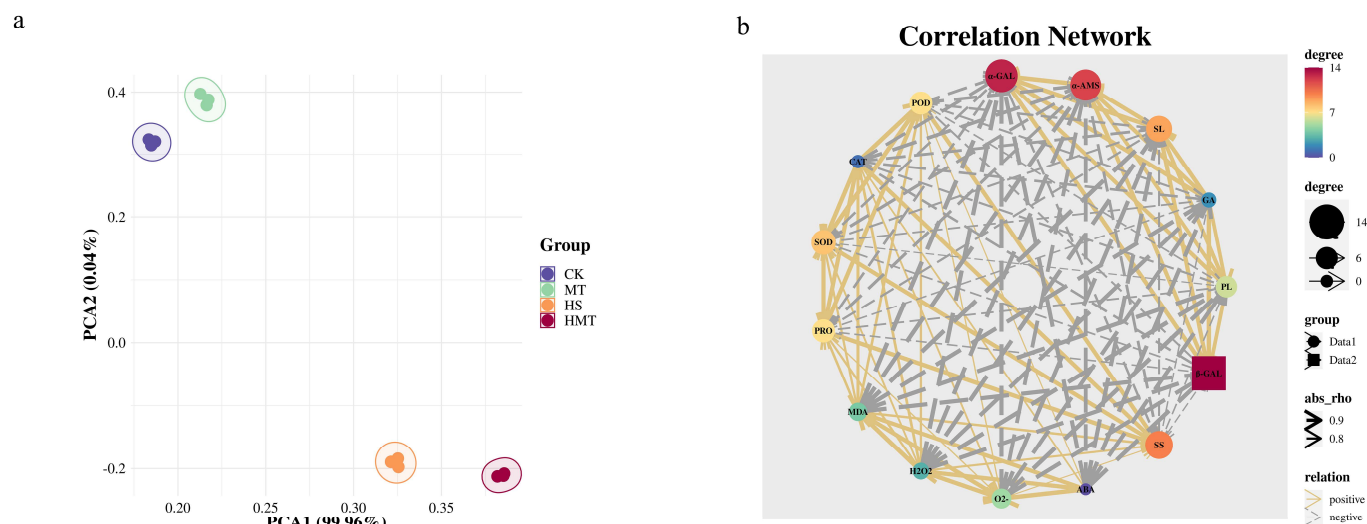 a
b
Correlation Network
0.4
0.2
0.0
-0.2
PCA2 (0.04%)
0.20
0.25
0.30
0.35
PCA1 (99.96%)
Group
CK
MT
HS
HMT
α-GAL
α-AMS
POD
SL
CAT
GA
SOD
PL
PRO
β-GAL
MDA
SS
H2O2
ABA
O2-
degree
14
7
0
degree
14
6
0
group
Data1
Data2
abs_rho
0.9
0.8
relation
positive
negtive